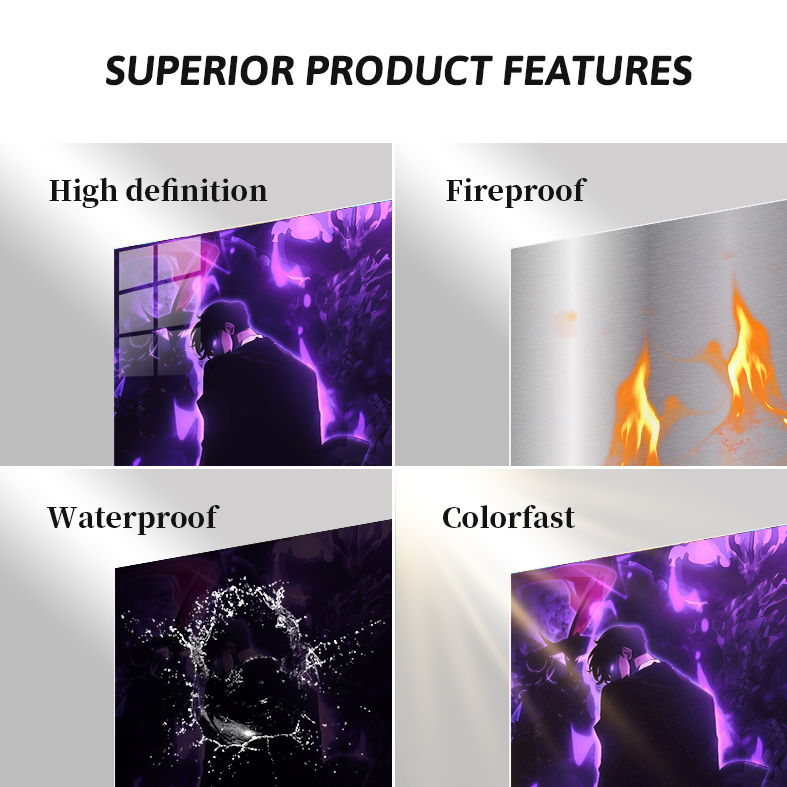 SUPERIOR PRODUCT FEATURES
High definition
Fireproof
Waterproof
Colorfast